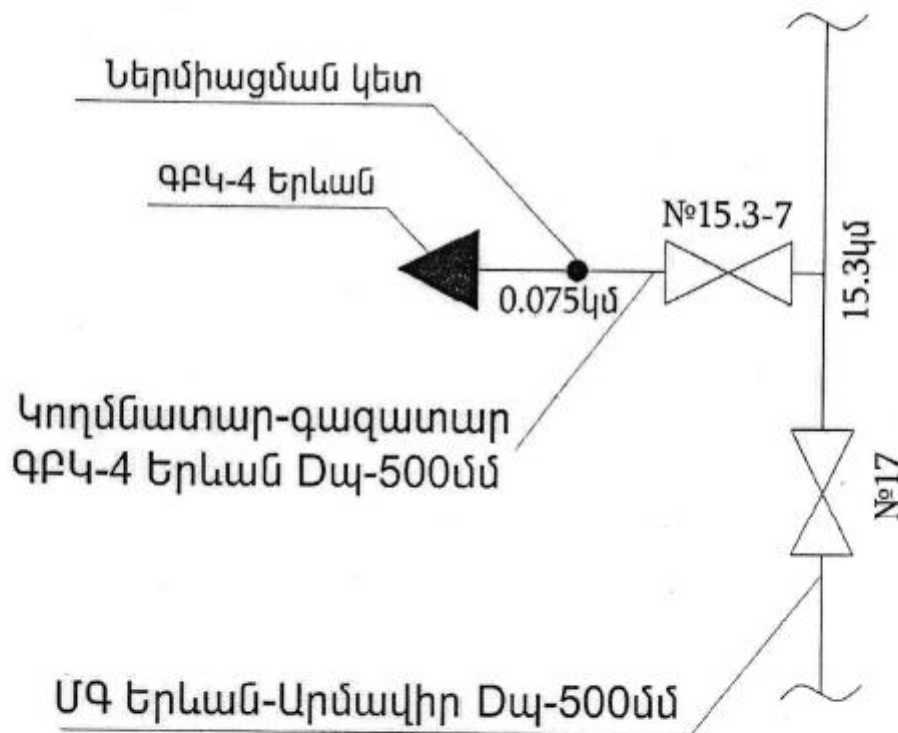 Ներմիացման կետ
ԳԲԿ-4 Երևան
№15.3-7
0.075կմ
15.3կմ
Կողմնատար-գազատար
ԳԲԿ-4 Երևան Dպ-500մմ
№17
ՄԳ Երևան-Արմավիր Dպ-500մմ